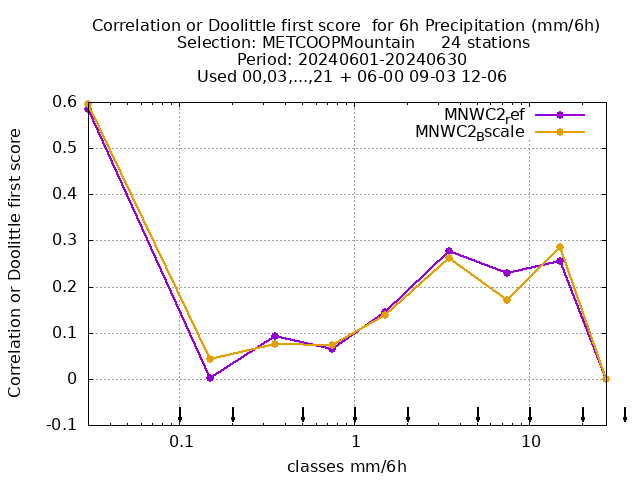 Correlation or Doolittle first score  for 6h Precipitation (mm/6h)
Selection: METCOOPMountain     24 stations
Period: 20240601-20240630
Used 00,03,...,21 + 06-00 09-03 12-06
MNWC2ref
MNWC2Bscale
0.6
0.5
0.4
0.3
0.2
0.1
0
-0.1
Correlation or Doolittle first score
0.1 1 10
classes mm/6h